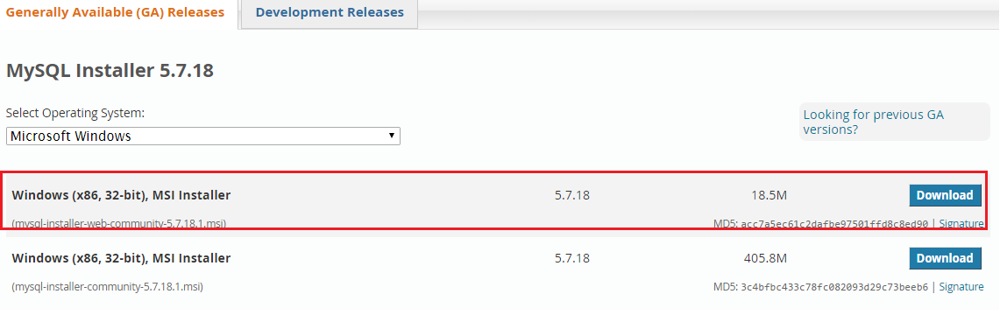 Generally Available (GA) Releases Development Releases
MySQL Installer 5.7.18
Select Operating System:
Looking for previous GA
versions?
Microsoft Windows
Windows (x86, 32-bit), MSI Installer 5.7.18 18.5M Download
(mysql-installer-web-community-5.7.18.1.msi) MD5: acc7a5ec61c2dafbe97501ffd8c8ed90 | Signature
Windows (x86, 32-bit), MSI Installer 5.7.18 405.8M Download
(mysql-installer-community-5.7.18.1.msi) MD5: 3c4bfbc433c78fc082093d29c73beeb6 | Signature